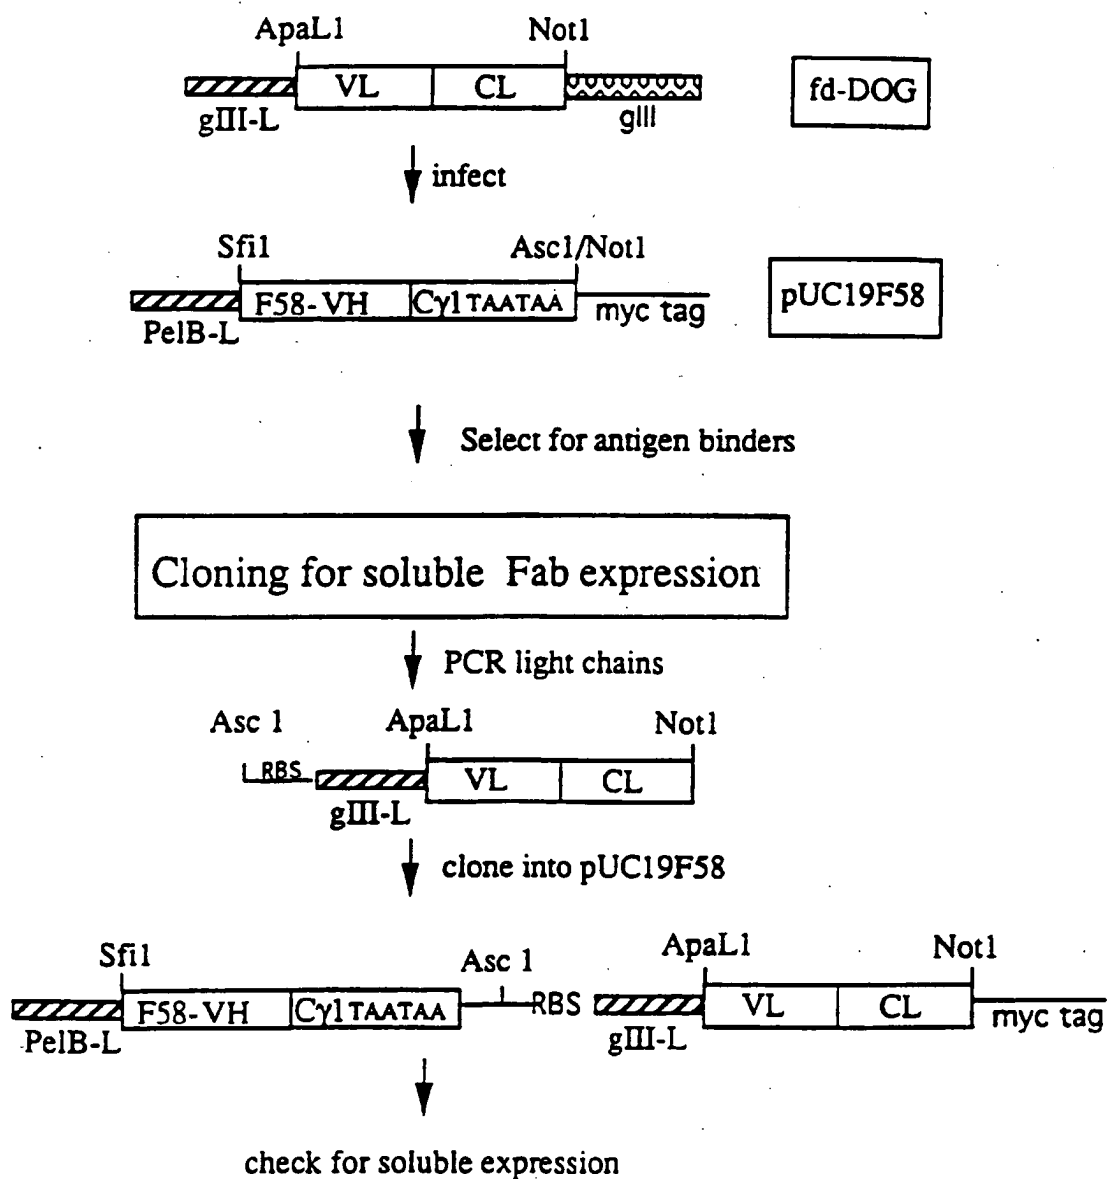 ApaL1 Not1
VL CL fd-DOG
gIII-L gIII
infect
Sfi1 Asc1/Not1
F58-VH Cγ1 TAATAA myc tag pUC19F58
PelB-L
Select for antigen binders
Cloning for soluble Fab expression
PCR light chains
Asc 1 ApaL1 Not1
RBS VL CL
gIII-L
clone into pUC19F58
Sfi1 Asc 1 ApaL1 Not1
F58-VH Cγ1 TAATAA RBS VL CL myc tag
PelB-L gIII-L
check for soluble expression